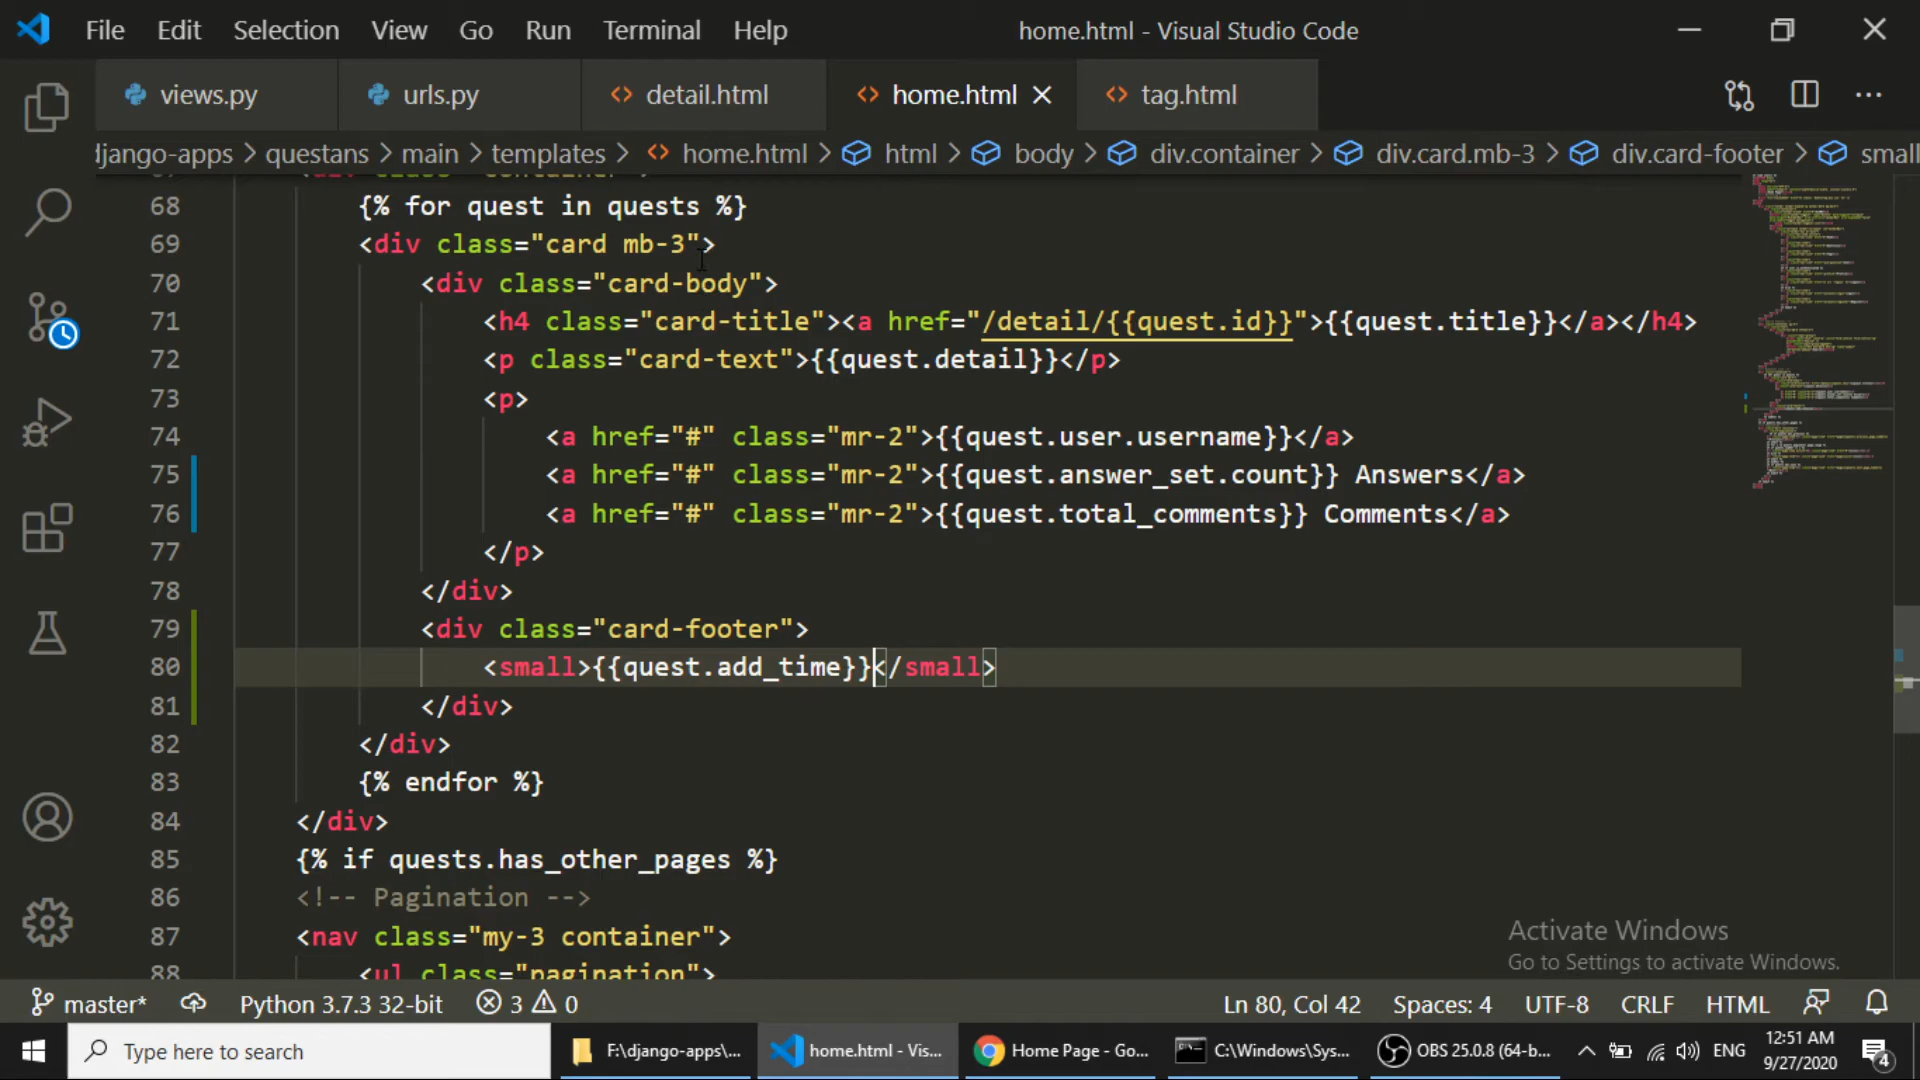 File Edit Selection View Go Run Terminal Help home.html - Visual Studio Code
views.py urls.py detail.html home.html tag.html
django-apps > questans > main > templates > home.html > html > body > div.container > div.card.mb-3 > div.card-footer > small
68 {% for quest in quests %}
69 <div class="card mb-3">
70 <div class="card-body">
71 <h4 class="card-title"><a href="/detail/{{quest.id}}">{{quest.title}}</a></h4>
72 <p class="card-text">{{quest.detail}}</p>
73 <p>
74 <a href="#" class="mr-2">{{quest.user.username}}</a>
75 <a href="#" class="mr-2">{{quest.answer_set.count}} Answers</a>
76 <a href="#" class="mr-2">{{quest.total_comments}} Comments</a>
77 </p>
78 </div>
79 <div class="card-footer">
80 <small>{{quest.add_time}}</small>
81 </div>
82 </div>
83 {% endfor %}
84 </div>
85 {% if quests.has_other_pages %}
86 <!-- Pagination -->
87 <nav class="my-3 container">
88 <ul class="pagination">
Activate Windows
Go to Settings to activate Windows.
master* Python 3.7.3 32-bit 3 0 Ln 80, Col 42 Spaces: 4 UTF-8 CRLF HTML
Type here to search F:\django-apps\... home.html - Vis... Home Page - Go... C:\Windows\Sys... OBS 25.0.8 (64-b... ENG 12:51 AM
9/27/2020 4